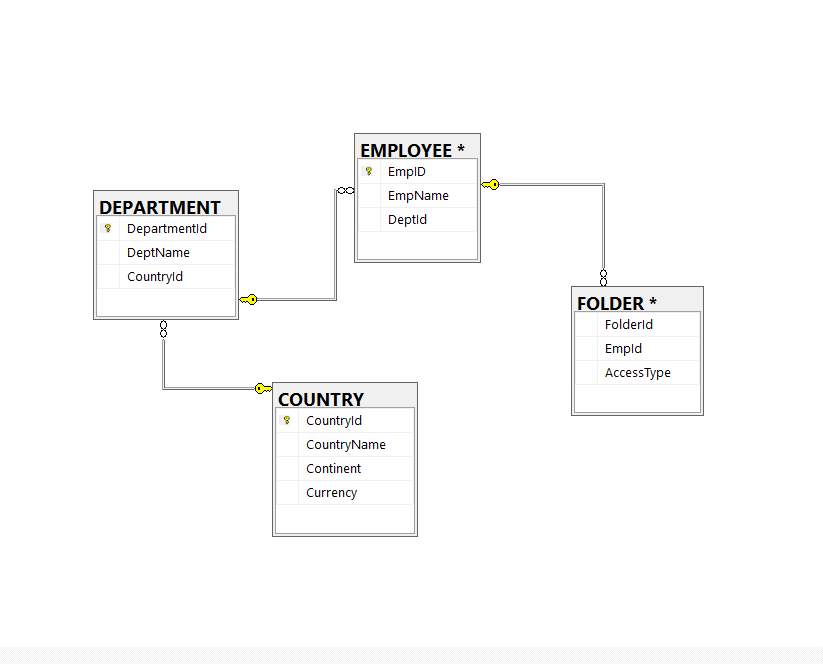 EMPLOYEE *
EmpID
EmpName
DeptId
DEPARTMENT
DepartmentId
DeptName
CountryId
FOLDER *
FolderId
EmpId
AccessType
COUNTRY
CountryId
CountryName
Continent
Currency